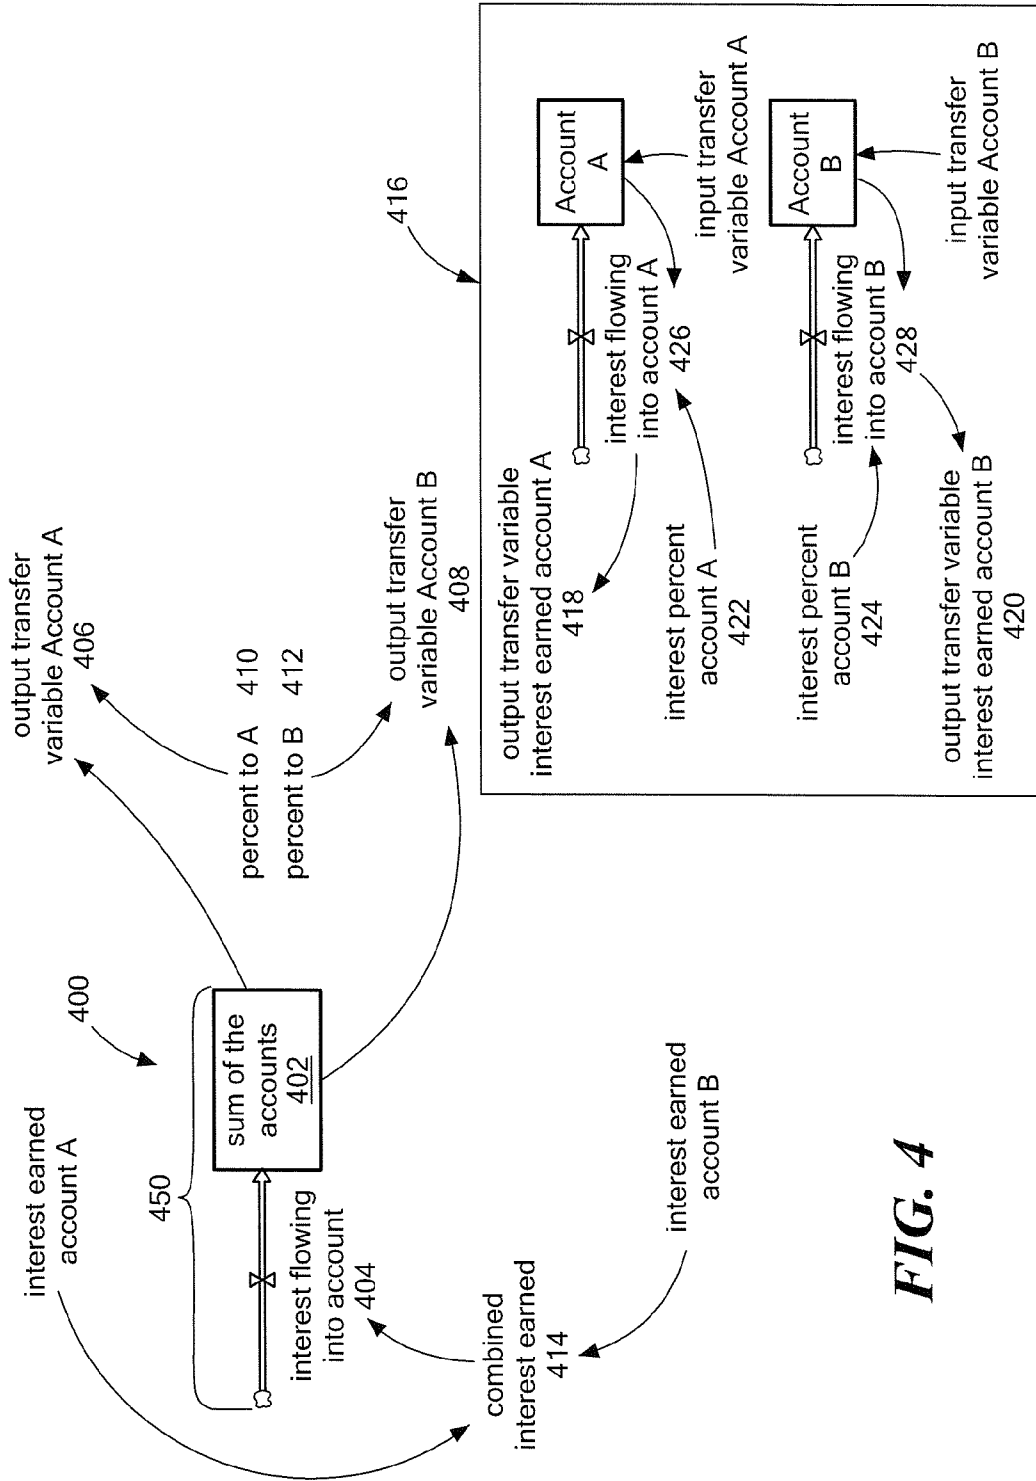 interest earned
account A
400
450
sum of the
accounts
402
interest flowing
into account
404
combined
interest earned
414
interest earned
account B
output transfer
variable Account A
406
percent to A 410
percent to B 412
output transfer
variable Account B
408
416
output transfer variable
interest earned account A
418
interest flowing
into account A
426
Account
A
input transfer
variable Account A
interest percent
account A
422
interest percent
account B
424
interest flowing
into account B
428
Account
B
input transfer
variable Account B
output transfer variable
interest earned account B
420
FIG. 4